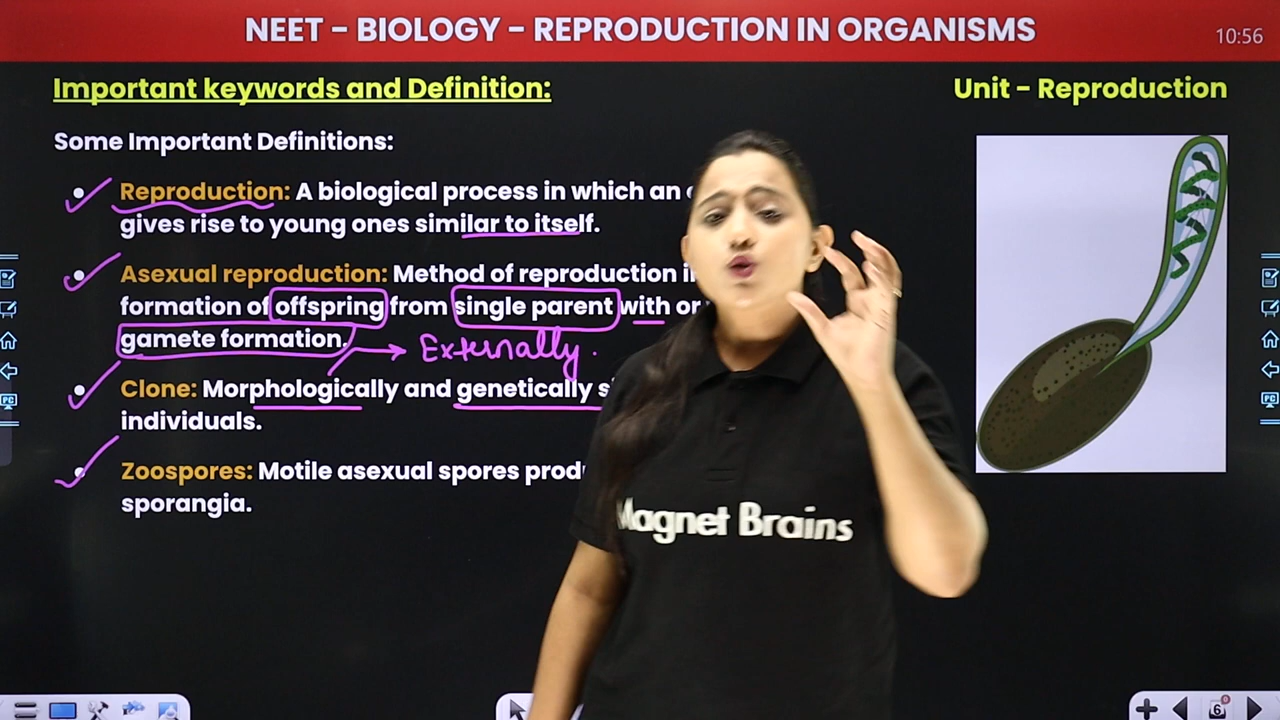 NEET – BIOLOGY – REPRODUCTION IN ORGANISMS
10:56
Important keywords and Definition:
Unit – Reproduction
Some Important Definitions:
Reproduction: A biological process in which an
gives rise to young ones similar to itself.
Asexual reproduction: Method of reproduction
formation of offspring from single parent with or
gamete formation.
Externally.
Clone: Morphologically and genetically
individuals.
Zoospores: Motile asexual spores
sporangia.
Magnet Brains
PC
PC
6